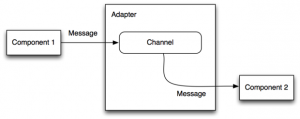 Adapter
Component 1
Message
Channel
Message
Component 2